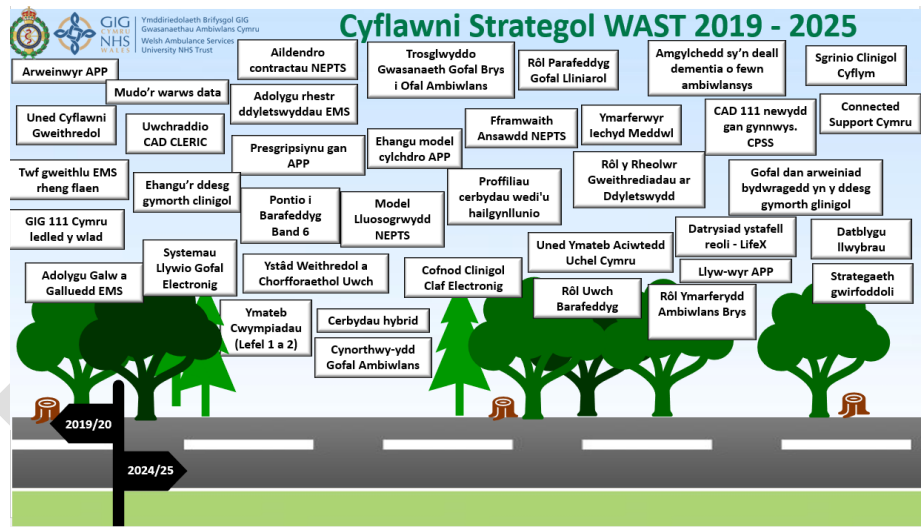 GIG
CYMRU
NHS
WALES
Ymddiriedolaeth Brifysgol GIG
Gwasanaethau Ambiwlans Cymru
Welsh Ambulance Services
University NHS Trust
Cyflawni Strategol WAST 2019 - 2025
Arweinwyr APP
Mudo'r warws data
Aildendro
contractau NEPTS
Trosglwyddo
Gwasanaeth Gofal Brys
i Ofal Ambiwlans
Rôl Parafeddyg
Gofal Lliniarol
Amgylchedd sy'n deall
dementia o fewn
ambiwlansys
Sgrinio Clinigol
Cyflym
Uned Cyflawni
Gweithredol
Uwchraddio
CAD CLERIC
Adolygu rhestr
ddyletswyddau EMS
Fframwaith
Ansawdd NEPTS
Ymarferwyr
Iechyd Meddwl
CAD 111 newydd
gan gynnwys.
CPSS
Connected
Support Cymru
Twf gweithlu EMS
rheng flaen
Ehangu'r ddesg
gymorth clinigol
Presgripsiynu gan
APP
Ehangu model
cylchdro APP
Proffiliau
cerbydau wedi'u
hailgynllunio
Rôl y Rheolwr
Gweithrediadau ar
Ddyletswydd
Gofal dan arweiniad
bydwragedd yn y ddesg
gymorth glinigol
GIG 111 Cymru
ledled y wlad
Pontio i
Barafeddyg
Band 6
Model
Lluosogrwydd
NEPTS
Uned Ymateb Aciwtedd
Uchel Cymru
Datrysiad ystafell
reoli - LifeX
Datblygu
llwybrau
Adolygu Galw a
Galluedd EMS
Systemau
Llywio Gofal
Electronig
Ystâd Weithredol a
Chorfforaethol Uwch
Cofnod Clinigol
Claf Electronig
Rôl Uwch
Barafeddyg
Llyw-wyr APP
Rôl Ymarferydd
Ambiwlans Brys
Strategaeth
gwirfoddoli
Ymateb
Cwympiadau
(Lefel 1 a 2)
Cerbydau hybrid
Cynorthwy-ydd
Gofal Ambiwlans
2019/20
2024/25